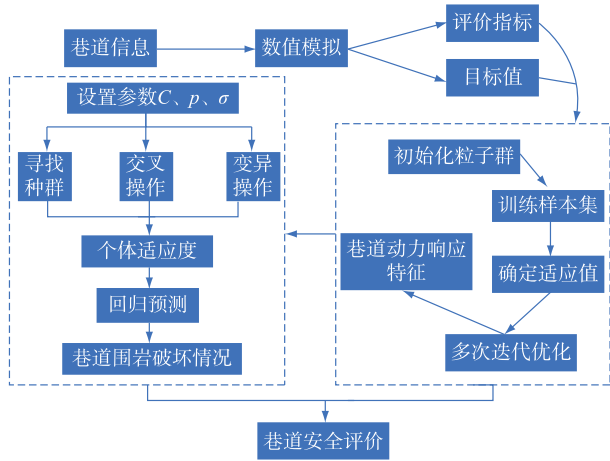 巷道信息
数值模拟
评价指标
目标值
设置参数C、p、σ
寻找
种群
交叉
操作
变异
操作
个体适应度
回归预测
巷道围岩破坏情况
初始化粒子群
训练样本集
确定适应值
多次迭代优化
巷道动力响应
特征
巷道安全评价